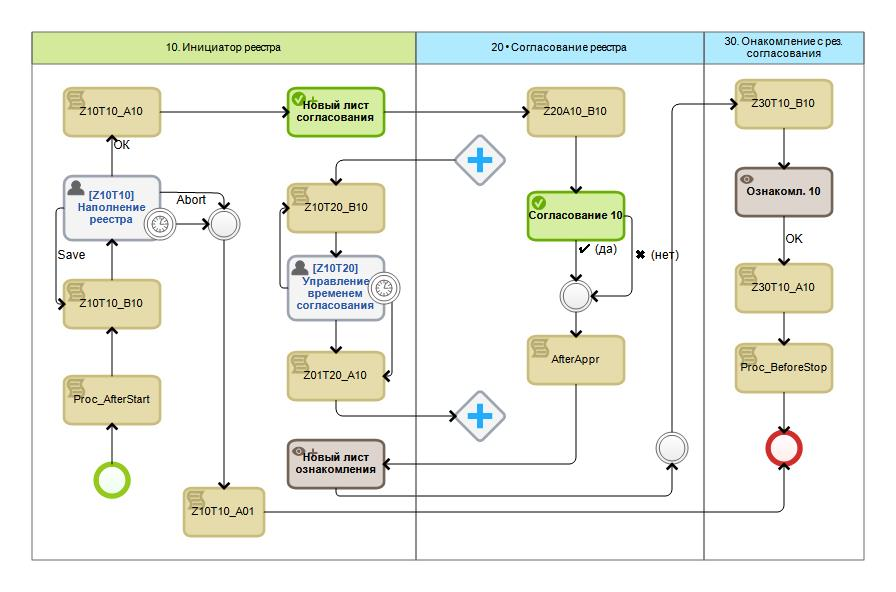 10. Инициатор реестра
20 • Согласование реестра
30. Онакомление с рез.
согласования
Z10T10_A10
Новый лист
согласования
Z20A10_B10
Z30T10_B10
OK
[Z10T10]
Наполнение
реестра
Abort
Save
Z10T20_B10
Согласование 10
(да)
(нет)
Ознакомл. 10
OK
[Z10T20]
Управление
временем
согласования
Z10T10_B10
Z30T10_A10
Z01T20_A10
AfterAppr
Proc_BeforeStop
Proc_AfterStart
Новый лист
ознакомления
Z10T10_A01